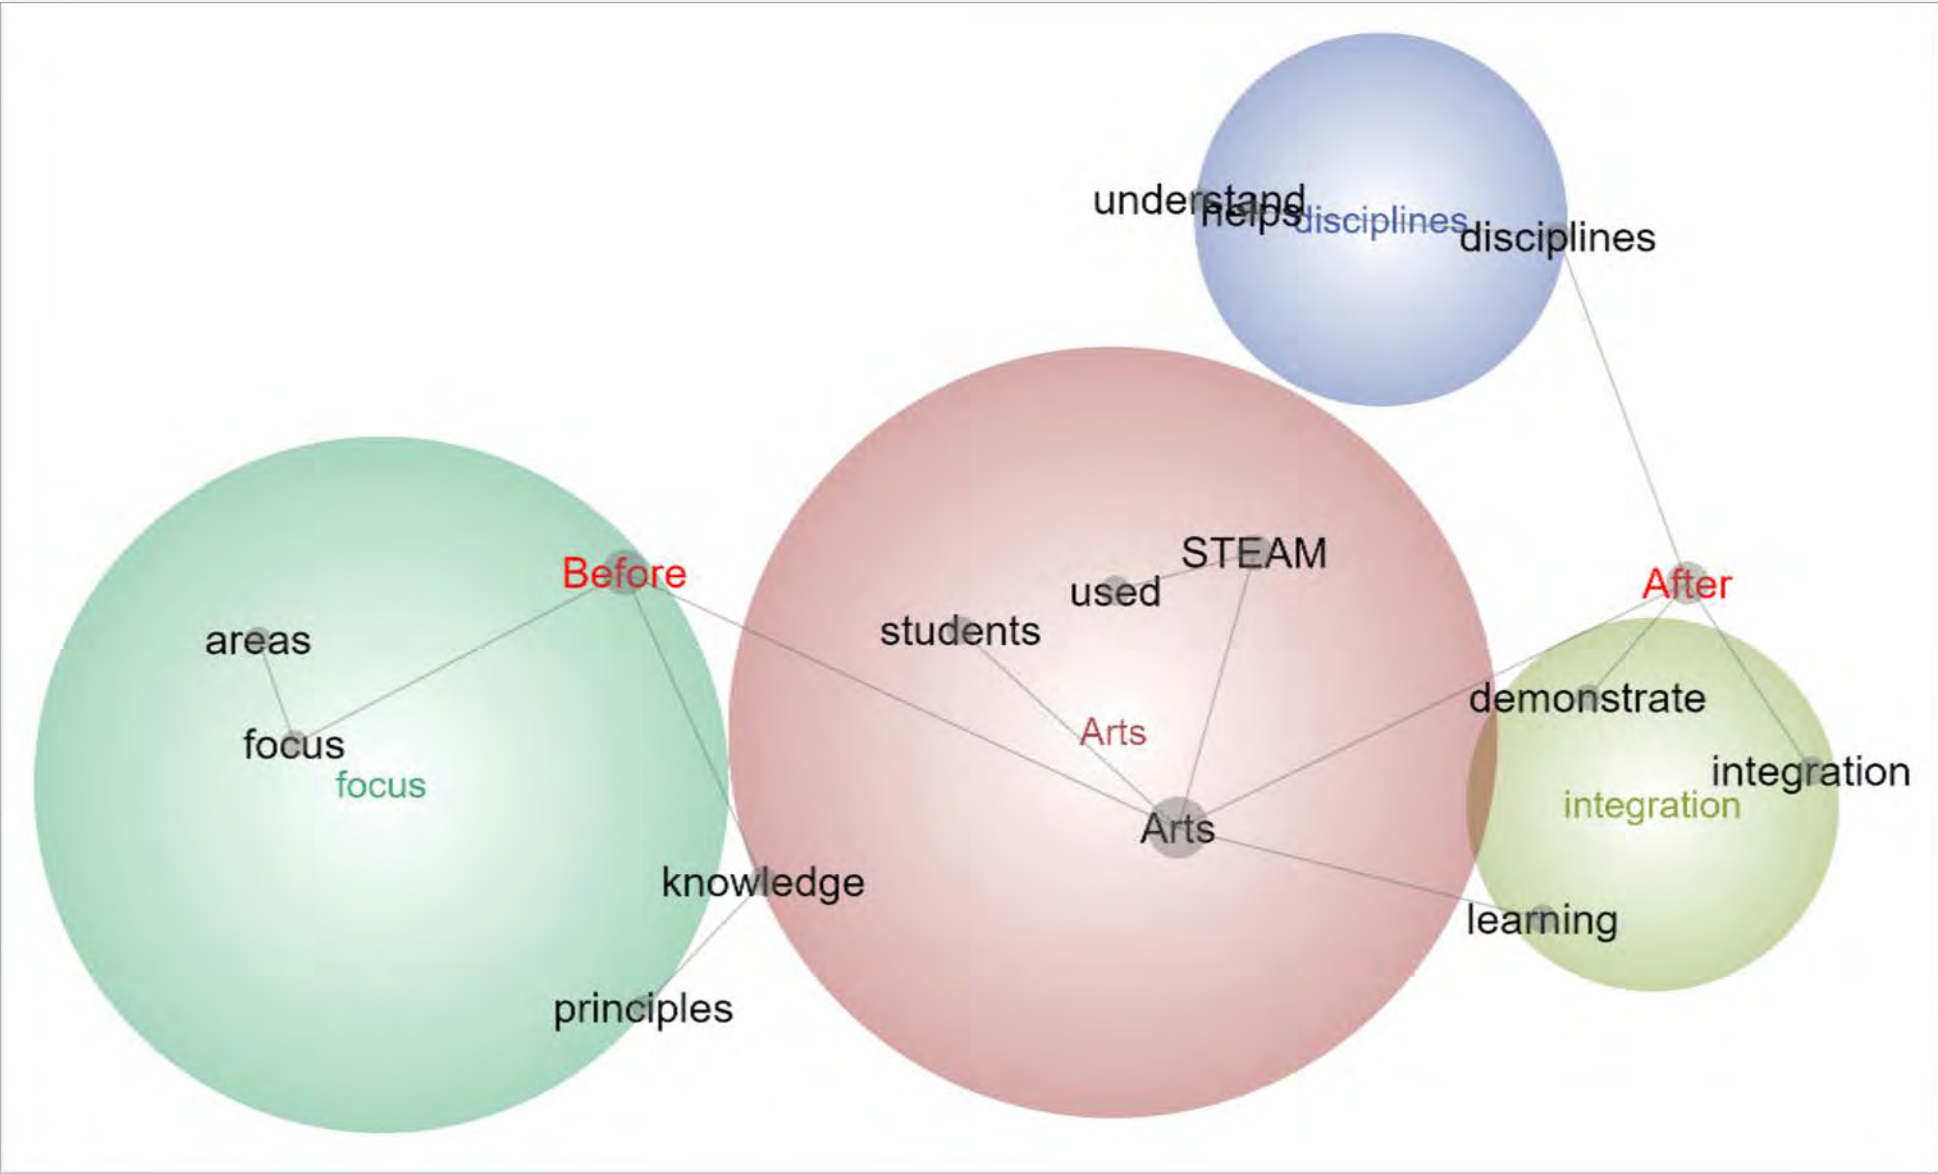 understand
helps
disciplines
disciplines
STEAM
Before
After
used
students
areas
demonstrate
Arts
focus
integration
focus
integration
Arts
knowledge
learning
principles